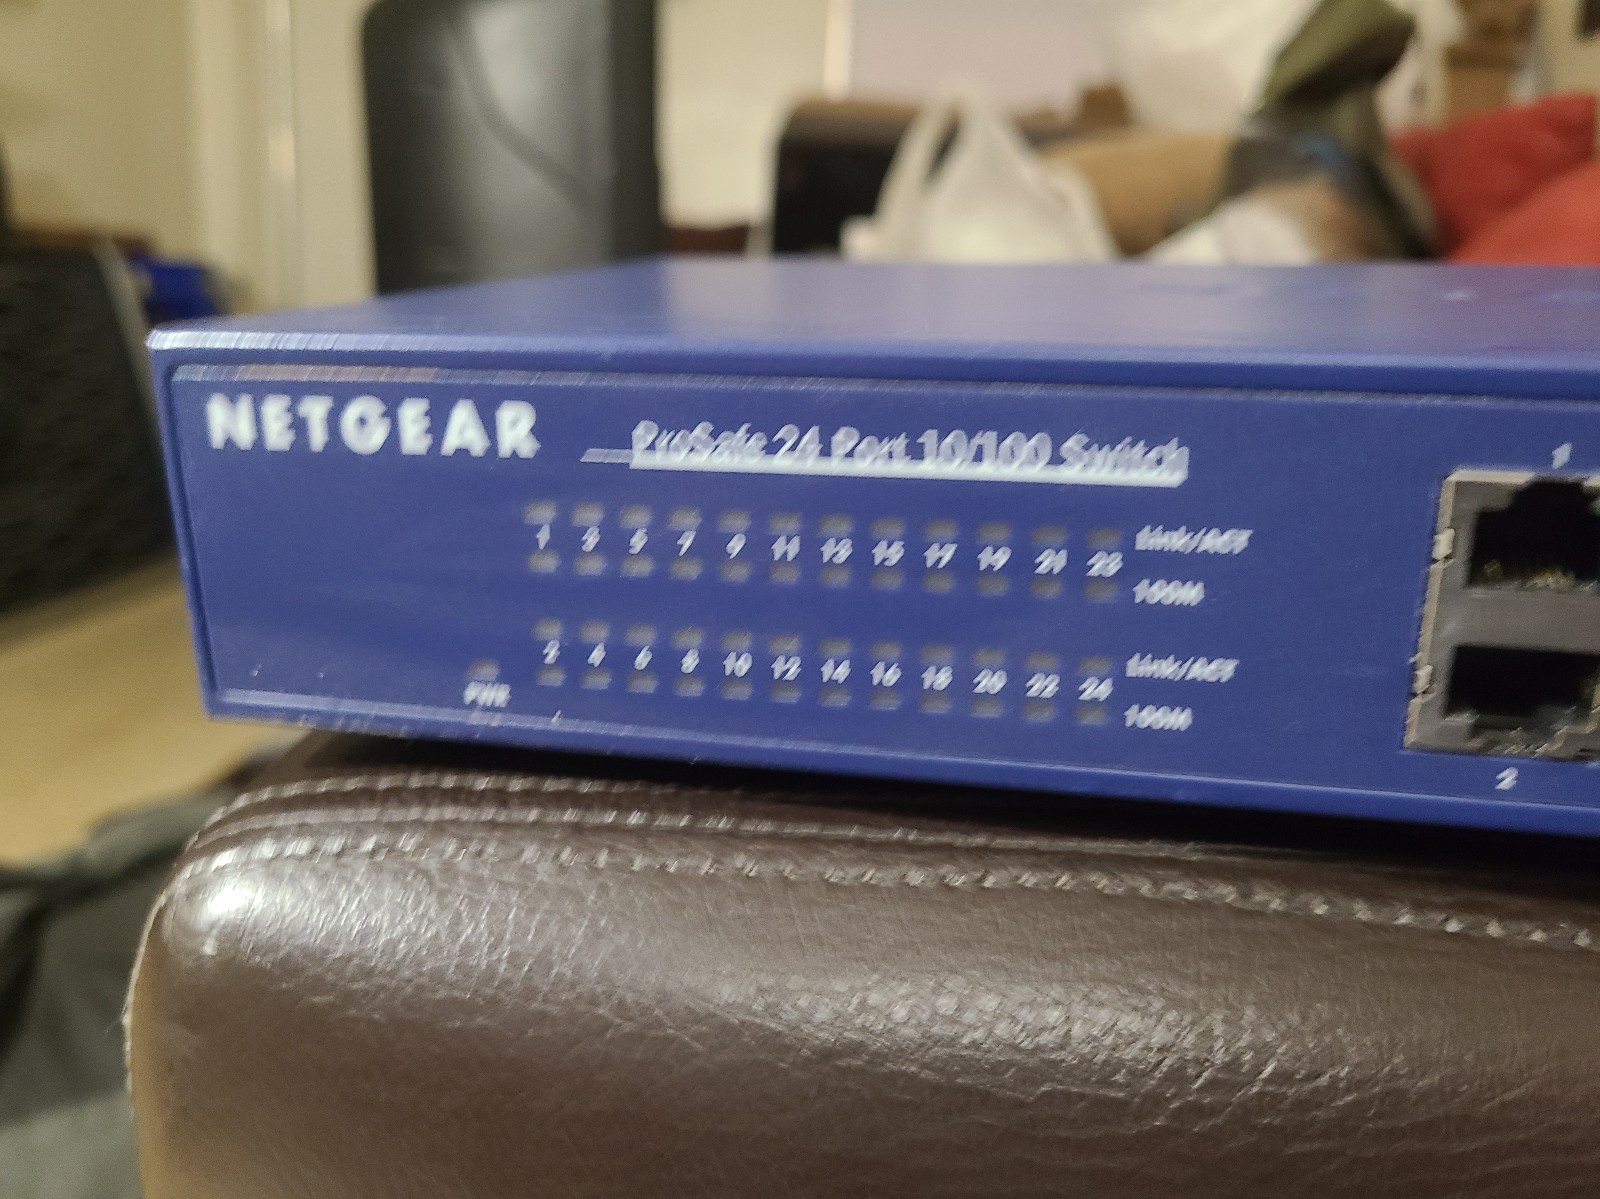 NETGEAR
ProSafe 24 Port 10/100 Switch
1 3 5 7 9 11 13 15 17 19 21 23 Link/ACT
100M
2 4 6 8 10 12 14 16 18 20 22 24 Link/ACT
100M
PWR
1
2